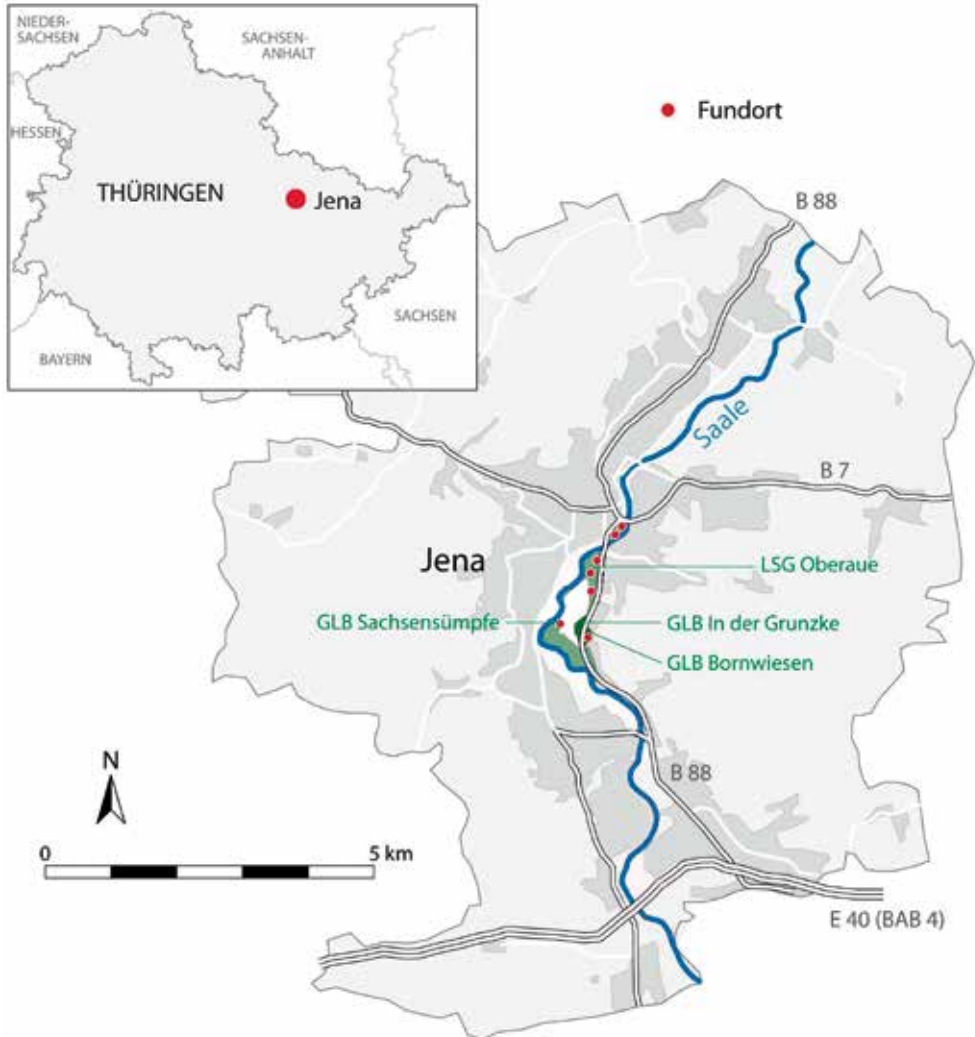 NIEDER-
SACHSEN
SACHSEN-
ANHALT
HESSEN
THÜRINGEN
Jena
SACHSEN
BAYERN
Fundort
B 88
Saale
B 7
Jena
LSG Oberaue
GLB Sachsensümpfe
GLB In der Grunzke
GLB Bornwiesen
B 88
N
0
5 km
E 40 (BAB 4)